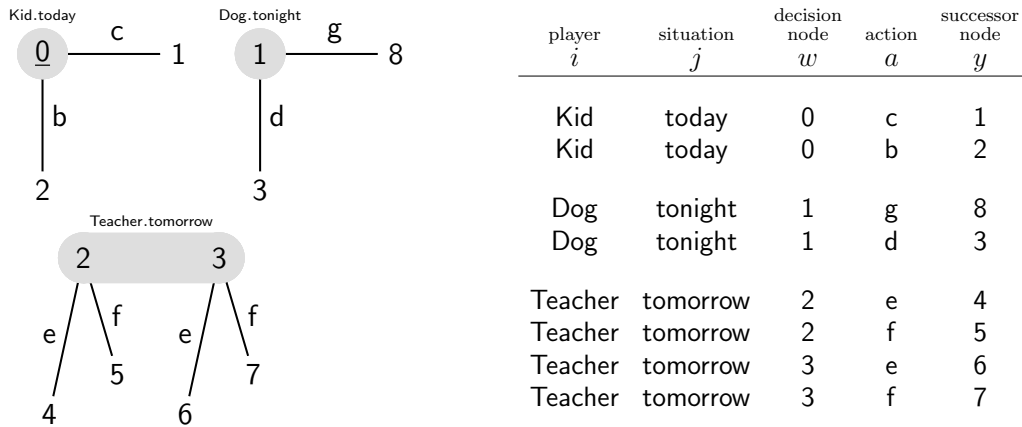 Kid.today
Dog.tonight
0 c 1
1 g 8
b
d
2
3
Teacher.tomorrow
2 3
e f e f
5 7
4 6
player situation decision node action successor node
i j w a y
Kid today 0 c 1
Kid today 0 b 2
Dog tonight 1 g 8
Dog tonight 1 d 3
Teacher tomorrow 2 e 4
Teacher tomorrow 2 f 5
Teacher tomorrow 3 e 6
Teacher tomorrow 3 f 7